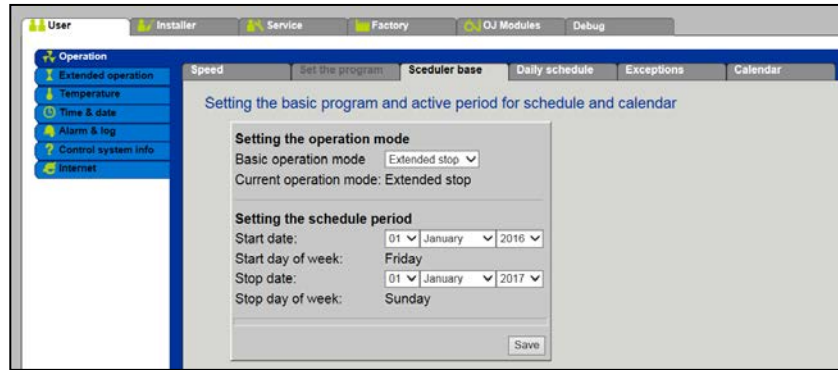 User Installer Service Factory OJ Modules Debug
Operation
Extended operation
Temperature
Time & date
Alarm & log
Control system info
Internet
Speed Set the program Sceduler base Daily schedule Exceptions Calendar
Setting the basic program and active period for schedule and calendar
Setting the operation mode
Basic operation mode Extended stop
Current operation mode: Extended stop
Setting the schedule period
Start date: 01 January 2016
Start day of week: Friday
Stop date: 01 January 2017
Stop day of week: Sunday
Save